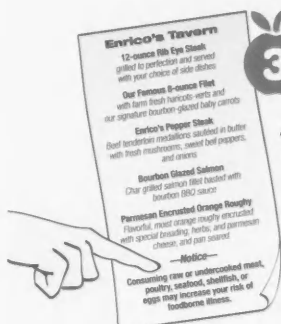 Enrico's Tavern
12-ounce Rib Eye Steak
grilled to perfection and served
with your choice of side dishes
Our Famous 8-ounce Filet
with farm fresh haricots-verts and
our signature bourbon-glazed baby carrots
Enrico's Pepper Steak
Beef tenderloin medallions sautéed in butter
with fresh mushrooms, sweet bell peppers,
and onions
Bourbon Glazed Salmon
Char grilled salmon fillet basted with
bourbon BBQ sauce
Parmesan Encrusted Orange Roughy
Flavorful, moist orange roughy encrusted
with special breading, herbs, and parmesan
cheese, and pan seared
—Notice—
Consuming raw or undercooked meat,
poultry, seafood, shellfish, or
eggs may increase your risk of
foodborne illness.
3